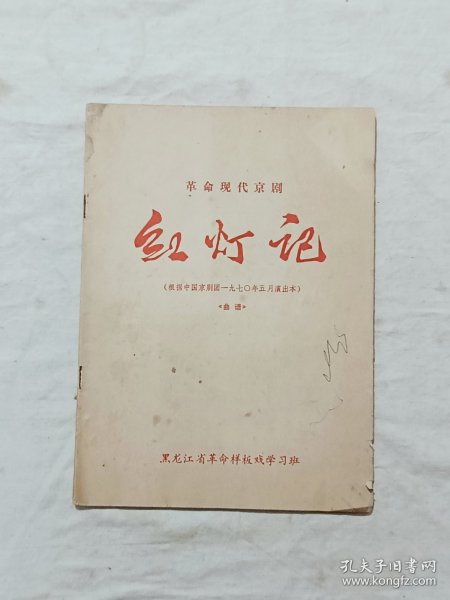 革命现代京剧
红灯记
（根据中国京剧团一九七〇年五月演出本）
<曲谱>
黑龙江省革命样板戏学习班
孔夫子旧书网
www.kongfz.com